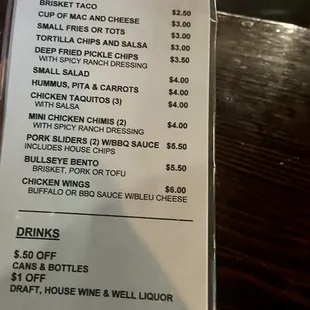 BRISKET TACO $2.50
CUP OF MAC AND CHEESE $3.00
SMALL FRIES OR TOTS $3.00
TORTILLA CHIPS AND SALSA $3.00
DEEP FRIED PICKLE CHIPS $3.50
WITH SPICY RANCH DRESSING
SMALL SALAD $4.00
HUMMUS, PITA & CARROTS $4.00
CHICKEN TAQUITOS (3) $4.00
WITH SALSA
MINI CHICKEN CHIMIS (2) $4.00
WITH SPICY RANCH DRESSING
PORK SLIDERS (2) W/BBQ SAUCE $5.50
INCLUDES HOUSE CHIPS
BULLSEYE BENTO $5.50
BRISKET, PORK OR TOFU
CHICKEN WINGS $6.00
BUFFALO OR BBQ SAUCE W/BLEU CHEESE
DRINKS
$.50 OFF
CANS & BOTTLES
$1 OFF
DRAFT, HOUSE WINE & WELL LIQUOR